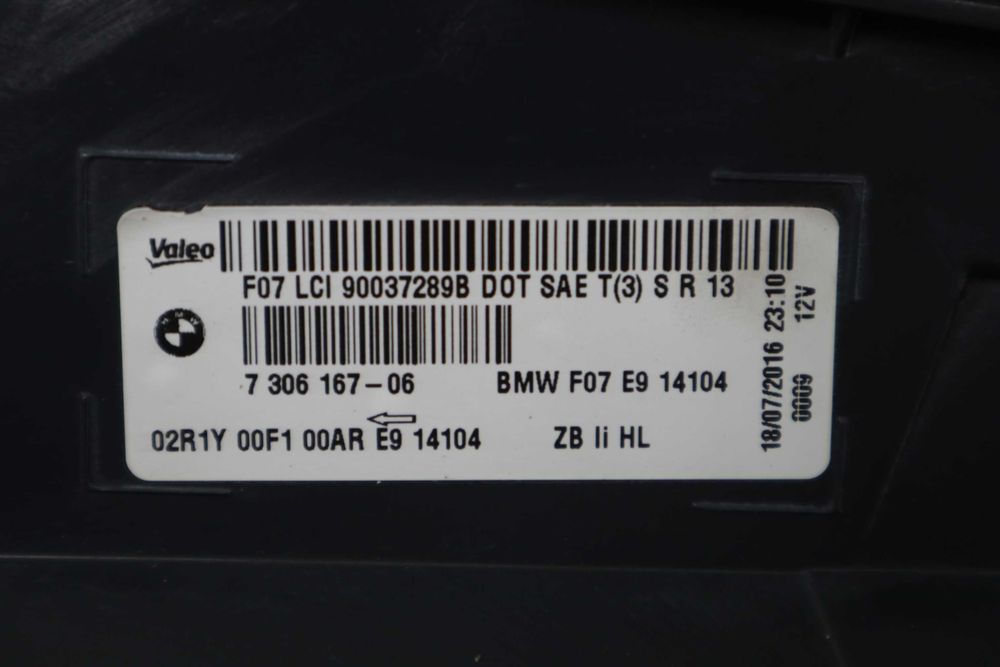 Valeo
F07 LCI 90037289B DOT SAE T(3) S R 13
BMW
7 306 167-06 BMW F07 E9 14104
02R1Y 00F1 00AR E9 14104 ZB li HL
18/07/2016 23:10
0009 12V